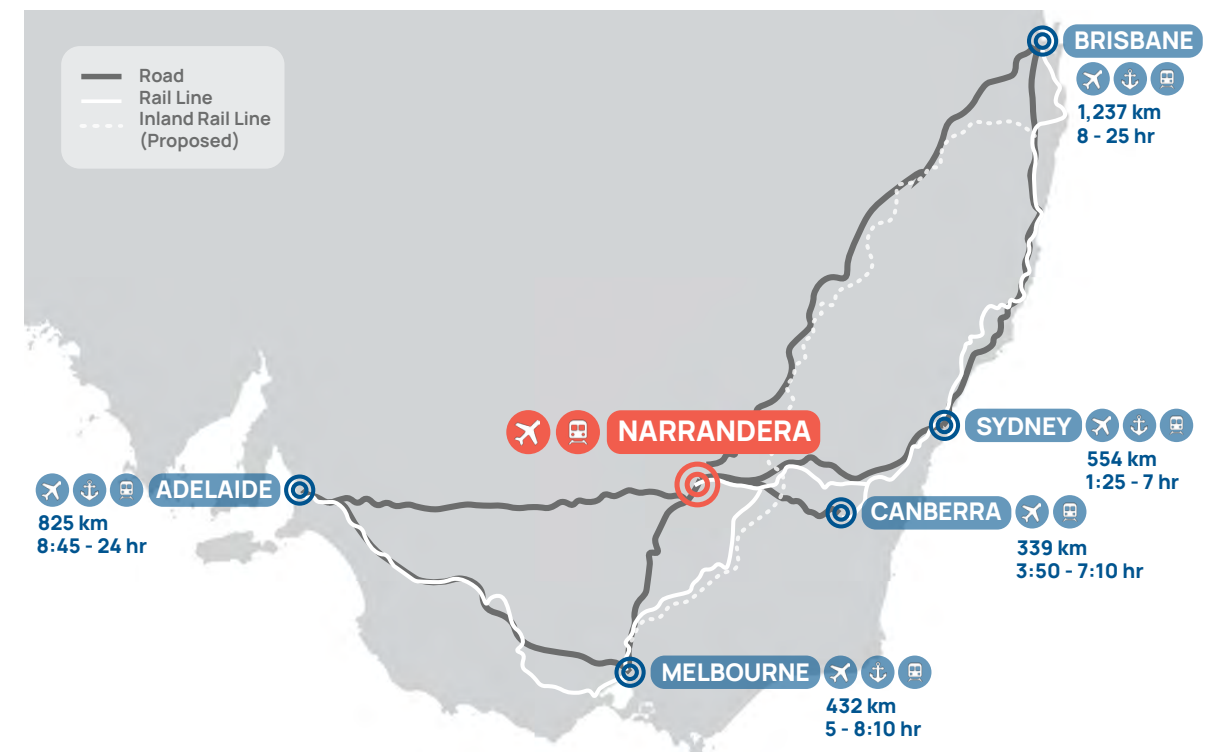 Road
Rail Line
Inland Rail Line
(Proposed)
BRISBANE
1,237 km
8 - 25 hr
NARRANDERA
SYDNEY
554 km
1:25 - 7 hr
ADELAIDE
825 km
8:45 - 24 hr
CANBERRA
339 km
3:50 - 7:10 hr
MELBOURNE
432 km
5 - 8:10 hr